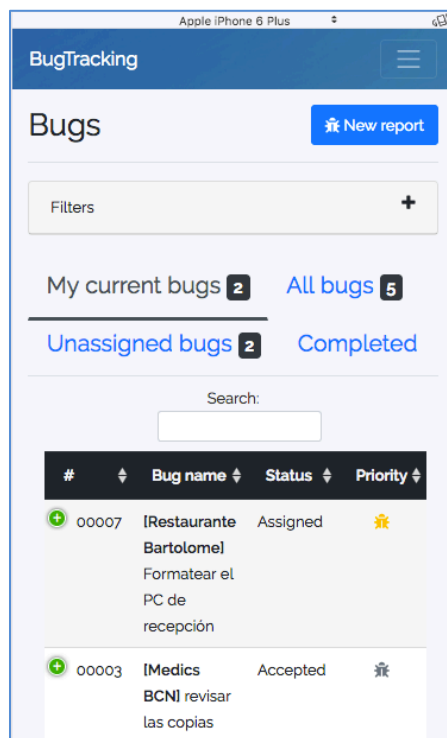 Apple iPhone 6 Plus
BugTracking
Bugs
New report
Filters
My current bugs 2 All bugs 5
Unassigned bugs 2 Completed
Search:
# Bug name Status Priority
00007 [Restaurante Assigned
Bartolome]
Formatear el
PC de
recepción
00003 [Medics Accepted
BCN] revisar
las copias